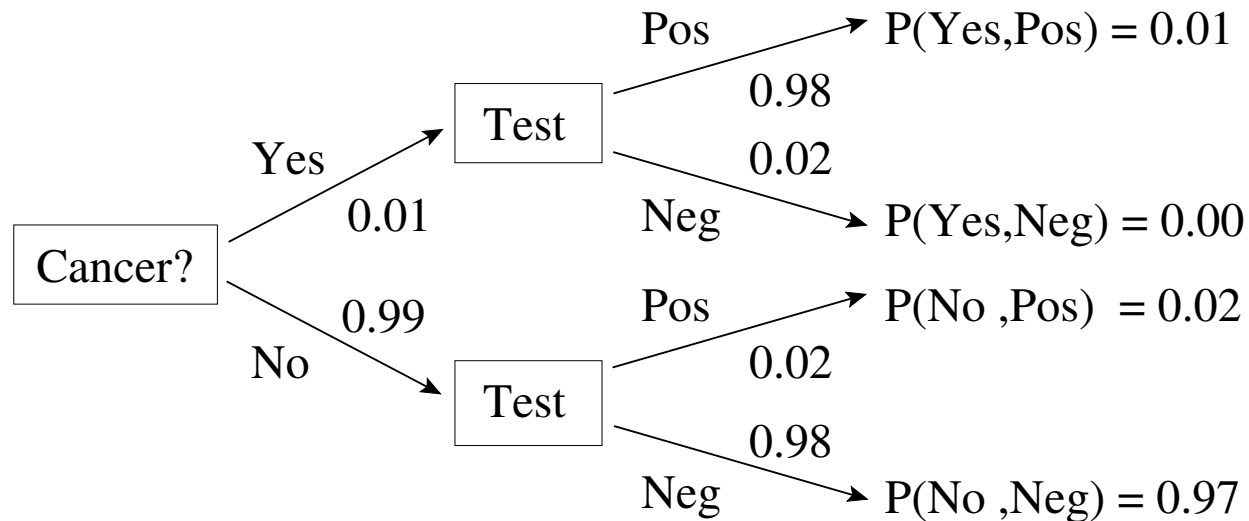 Pos P(Yes,Pos) = 0.01
0.98
Test
0.02
Yes
0.01
Neg P(Yes,Neg) = 0.00
Cancer?
0.99
No
Pos P(No ,Pos) = 0.02
0.02
Test
0.98
Neg P(No ,Neg) = 0.97